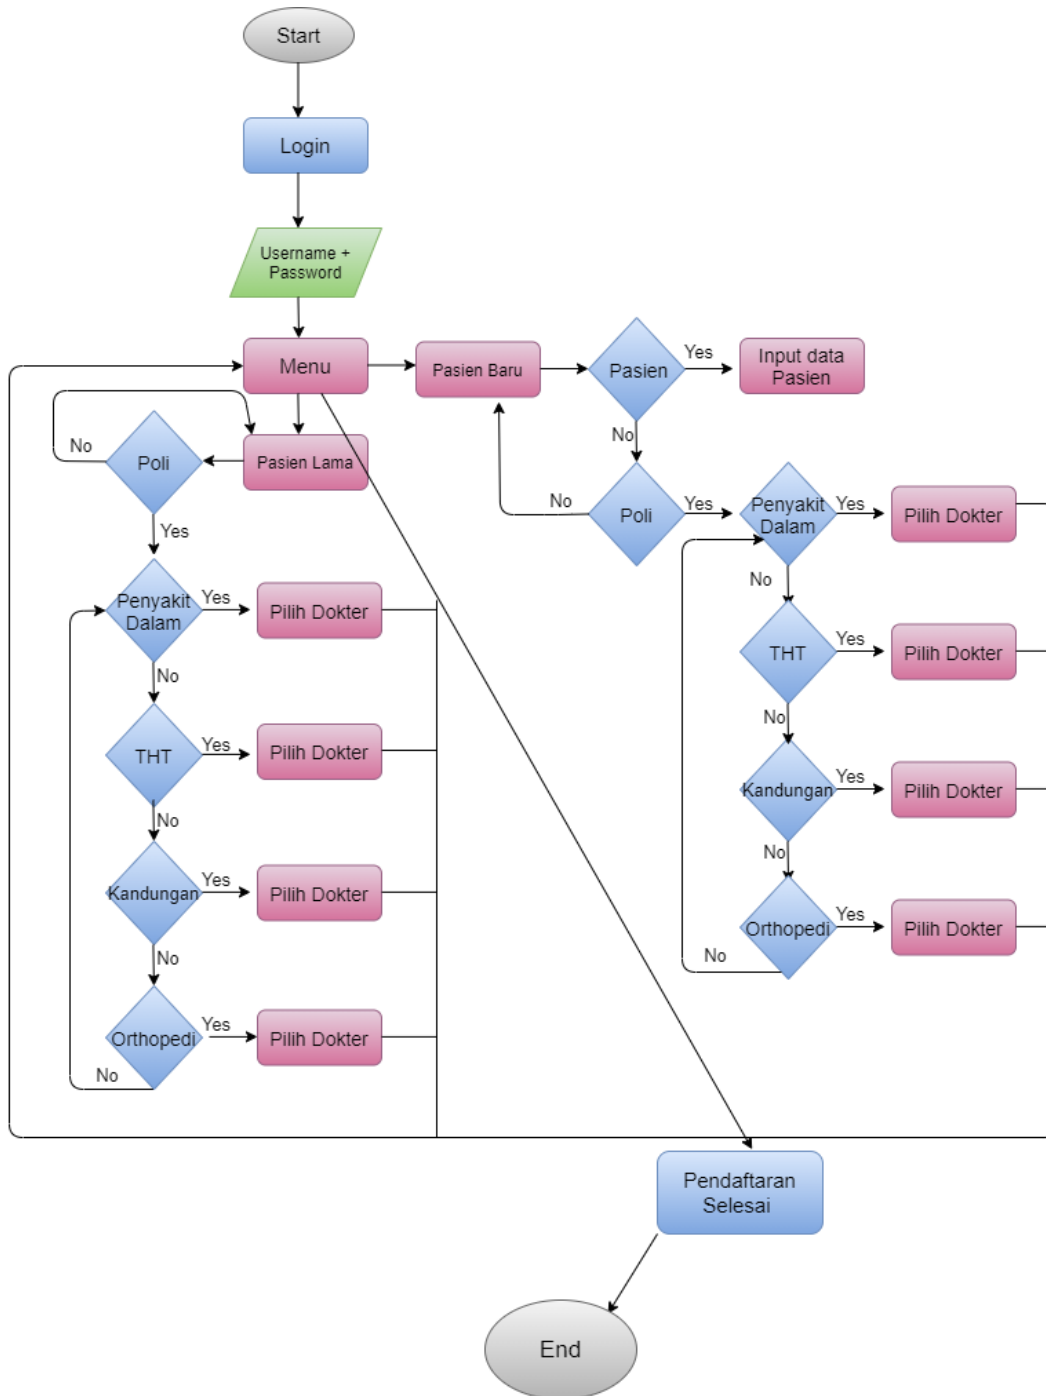 Start
Login
Username +
Password
Menu
Pasien Baru
Pasien
Yes
Input data
Pasien
No
Pasien Lama
No
Poli
Yes
No
Poli
Yes
Penyakit
Dalam
Yes
Pilih Dokter
No
THT
Yes
Pilih Dokter
No
Kandungan
Yes
Pilih Dokter
No
Orthopedi
Yes
Pilih Dokter
No
Penyakit
Dalam
Yes
Pilih Dokter
No
THT
Yes
Pilih Dokter
No
Kandungan
Yes
Pilih Dokter
No
Orthopedi
Yes
Pilih Dokter
No
Pendaftaran
Selesai
End